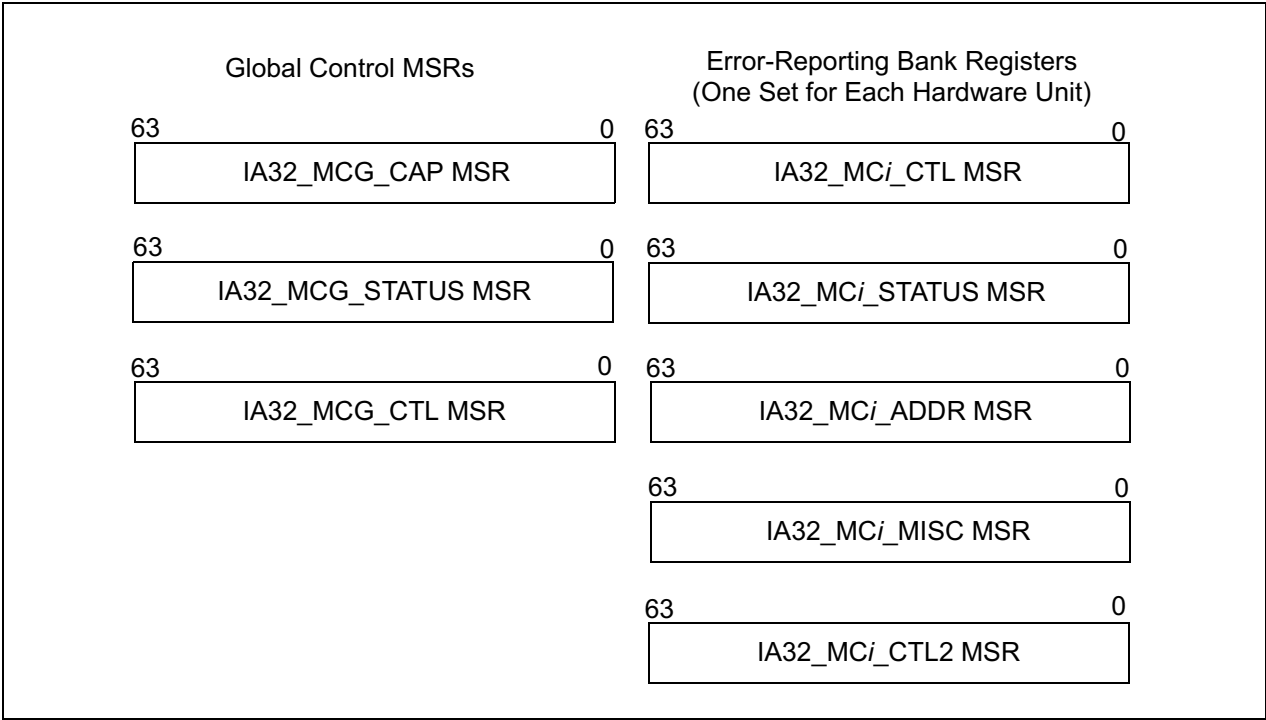 Global Control MSRs
63 0
IA32_MCG_CAP MSR
63 0
IA32_MCG_STATUS MSR
63 0
IA32_MCG_CTL MSR
Error-Reporting Bank Registers
(One Set for Each Hardware Unit)
63 0
IA32_MCi_CTL MSR
63 0
IA32_MCi_STATUS MSR
63 0
IA32_MCi_ADDR MSR
63 0
IA32_MCi_MISC MSR
63 0
IA32_MCi_CTL2 MSR